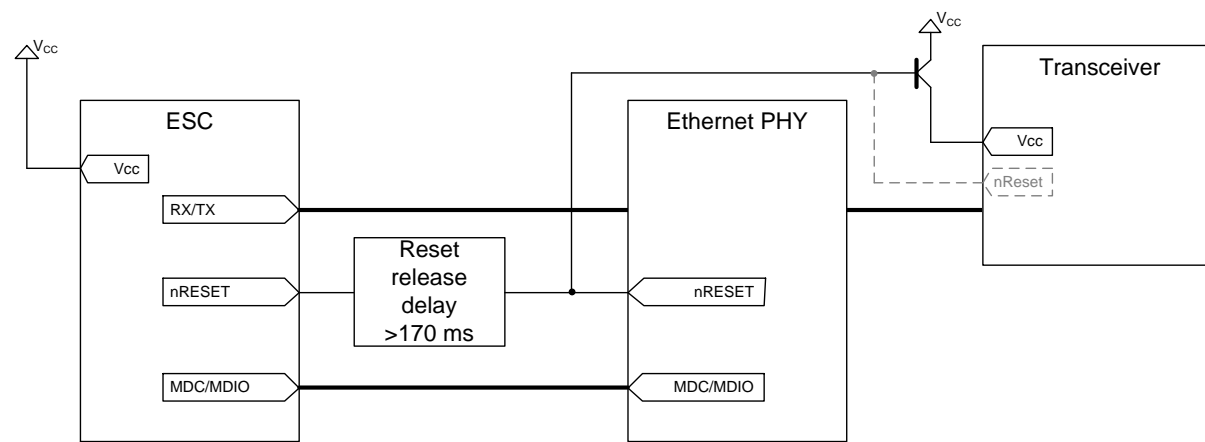 VCC
VCC
Transceiver
ESC
Ethernet PHY
Vcc
Vcc
nReset
RX/TX
Reset
release
delay
>170 ms
nRESET
nRESET
MDC/MDIO
MDC/MDIO